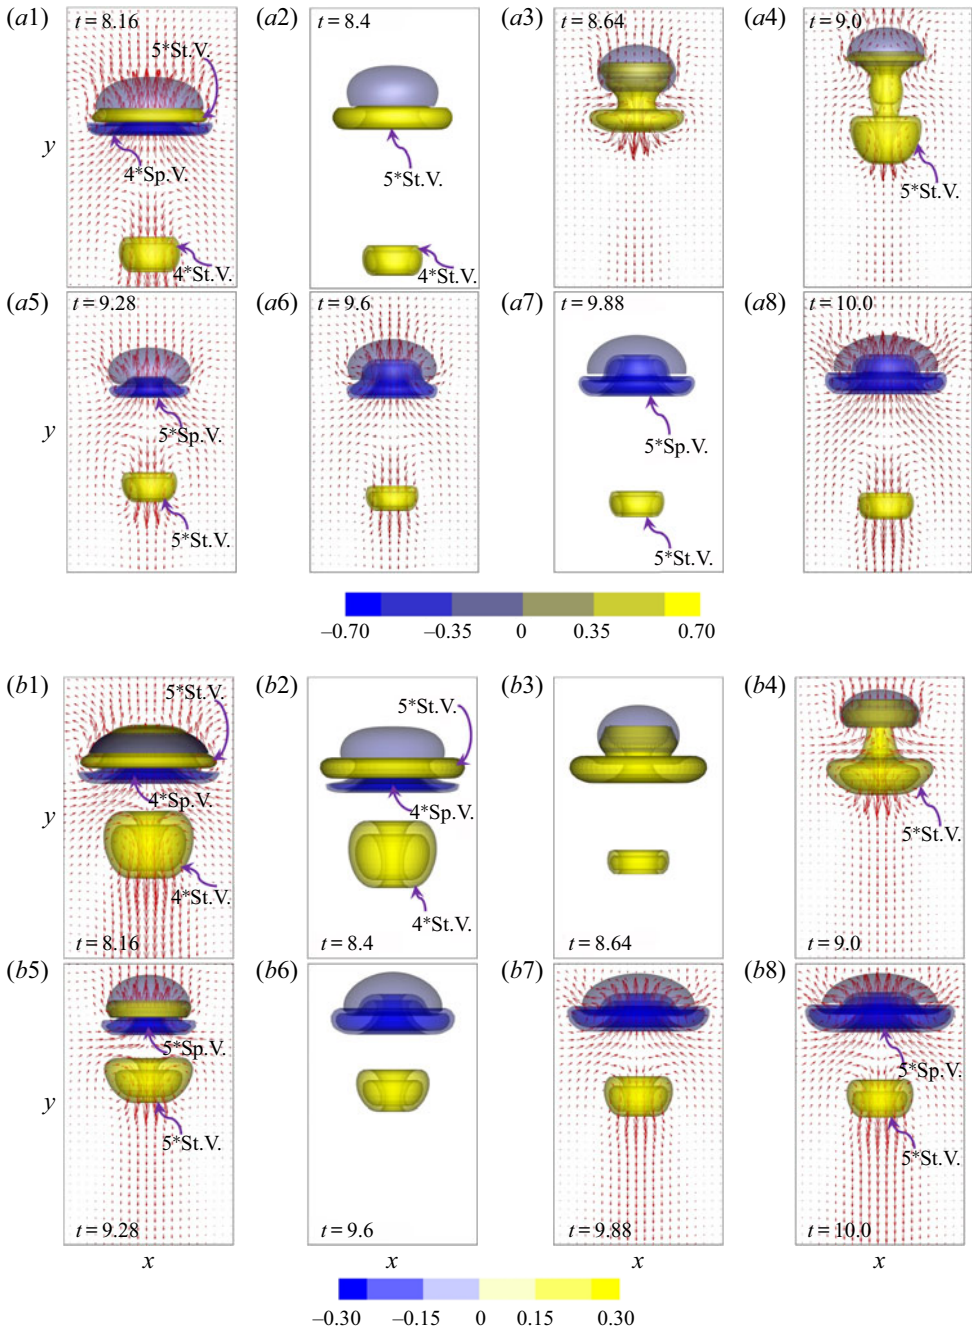 (a1) (a2) (a3) (a4)
t = 8.16 t = 8.4 t = 8.64 t = 9.0
5*St.V.
y
4*Sp.V. 5*St.V. 5*St.V.
4*St.V. 4*St.V.
(a5) (a6) (a7) (a8)
t = 9.28 t = 9.6 t = 9.88 t = 10.0
y
5*Sp.V. 5*Sp.V.
5*St.V. 5*St.V.
–0.70 –0.35 0 0.35 0.70
(b1) (b2) (b3) (b4)
5*St.V. 5*St.V.
4*Sp.V. 4*Sp.V.
y
5*St.V.
4*St.V. 4*St.V.
t = 8.16 t = 8.4 t = 8.64 t = 9.0
(b5) (b6) (b7) (b8)
5*Sp.V. 5*Sp.V.
y
5*St.V. 5*St.V.
t = 9.28 t = 9.6 t = 9.88 t = 10.0
x x x x
–0.30 –0.15 0 0.15 0.30